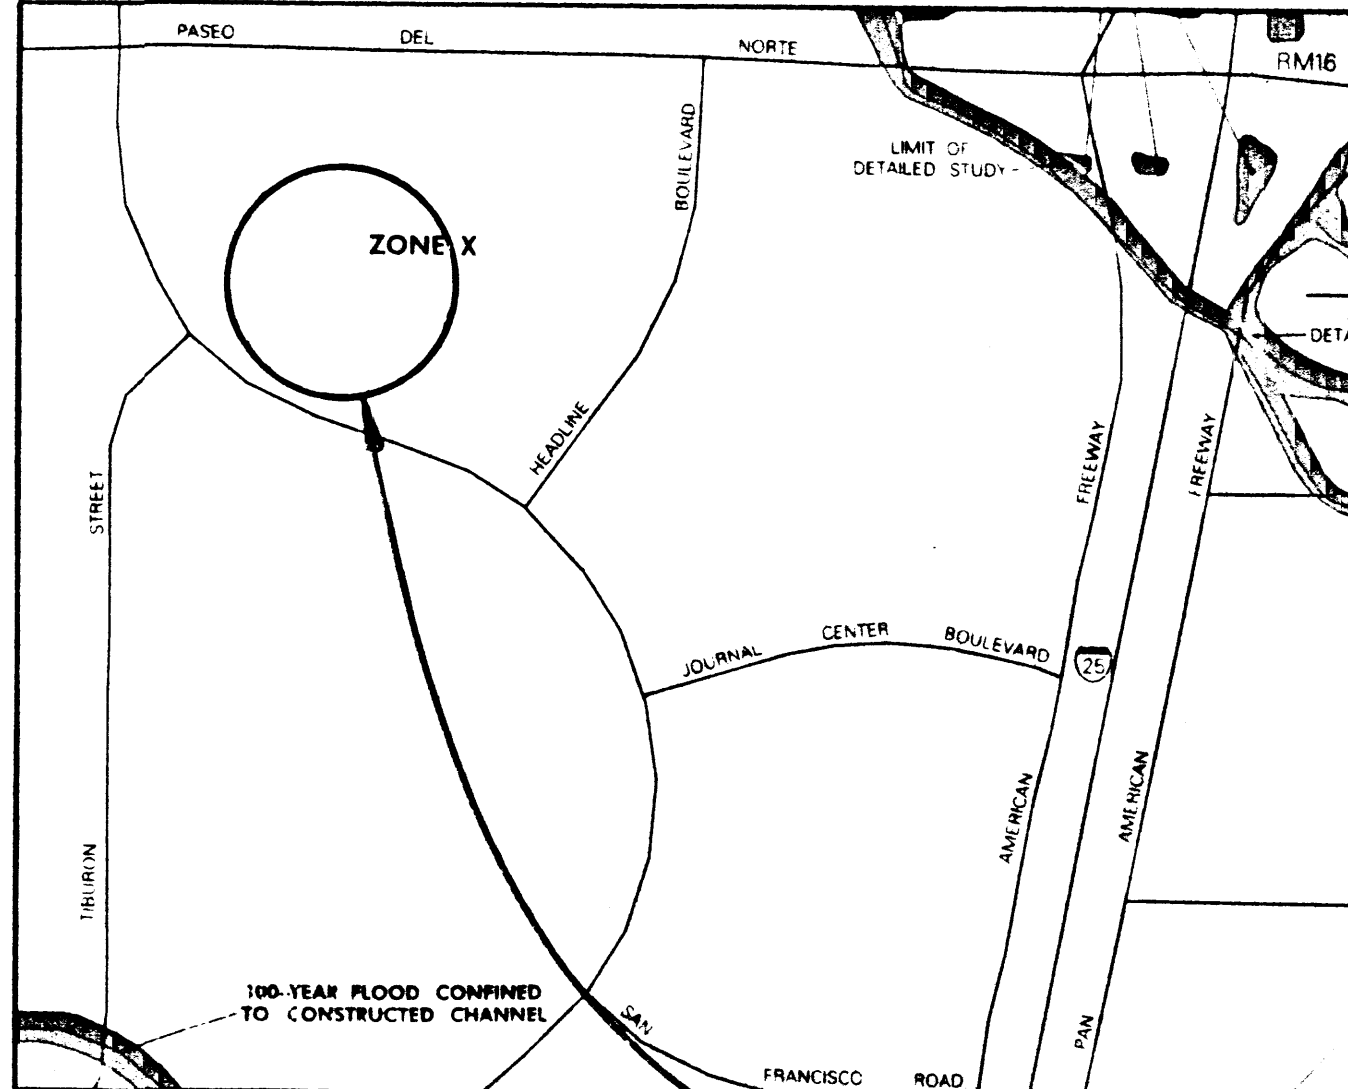 PASEO DEL NORTE
RM16
BOULEVARD
LIMIT OF
DETAILED STUDY
ZONE X
DETA
HEADLINE
FREEWAY
FREEWAY
STREET
JOURNAL CENTER BOULEVARD
25
AMERICAN
AMERICAN
TIBURON
100-YEAR FLOOD CONFINED
TO CONSTRUCTED CHANNEL
SAN
FRANCISCO ROAD
PAN